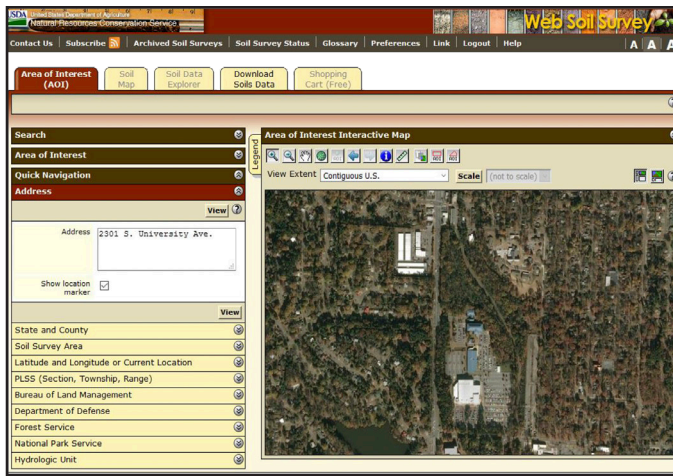 USDA United States Department of Agriculture
Natural Resources Conservation Service
Web Soil Survey
Contact Us | Subscribe | Archived Soil Surveys | Soil Survey Status | Glossary | Preferences | Link | Logout | Help | A A A
Area of Interest (AOI)
Soil Map
Soil Data Explorer
Download Soils Data
Shopping Cart (Free)
Search
Area of Interest
Quick Navigation
Address
View
Address
2301 S. University Ave.
Show location marker
View
State and County
Soil Survey Area
Latitude and Longitude or Current Location
PLSS (Section, Township, Range)
Bureau of Land Management
Department of Defense
Forest Service
National Park Service
Hydrologic Unit
Legend
Area of Interest Interactive Map
View Extent Contiguous U.S. Scale (not to scale)